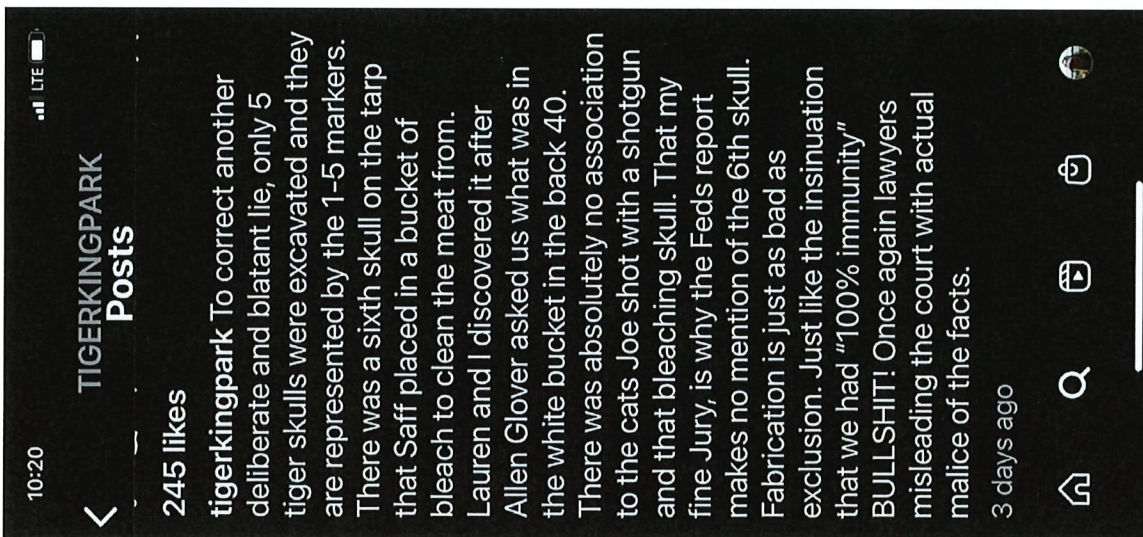 10:20
LTE
TIGERKINGPARK
Posts
245 likes
tigerkingpark To correct another
deliberate and blatant lie, only 5
tiger skulls were excavated and they
are represented by the 1-5 markers.
There was a sixth skull on the tarp
that Saff placed in a bucket of
bleach to clean the meat from.
Lauren and I discovered it after
Allen Glover asked us what was in
the white bucket in the back 40.
There was absolutely no association
to the cats Joe shot with a shotgun
and that bleaching skull. That my
fine Jury, is why the Feds report
makes no mention of the 6th skull.
Fabrication is just as bad as
exclusion. Just like the insinuation
that we had "100% immunity"
BULLSHIT! Once again lawyers
misleading the court with actual
malice of the facts.
3 days ago